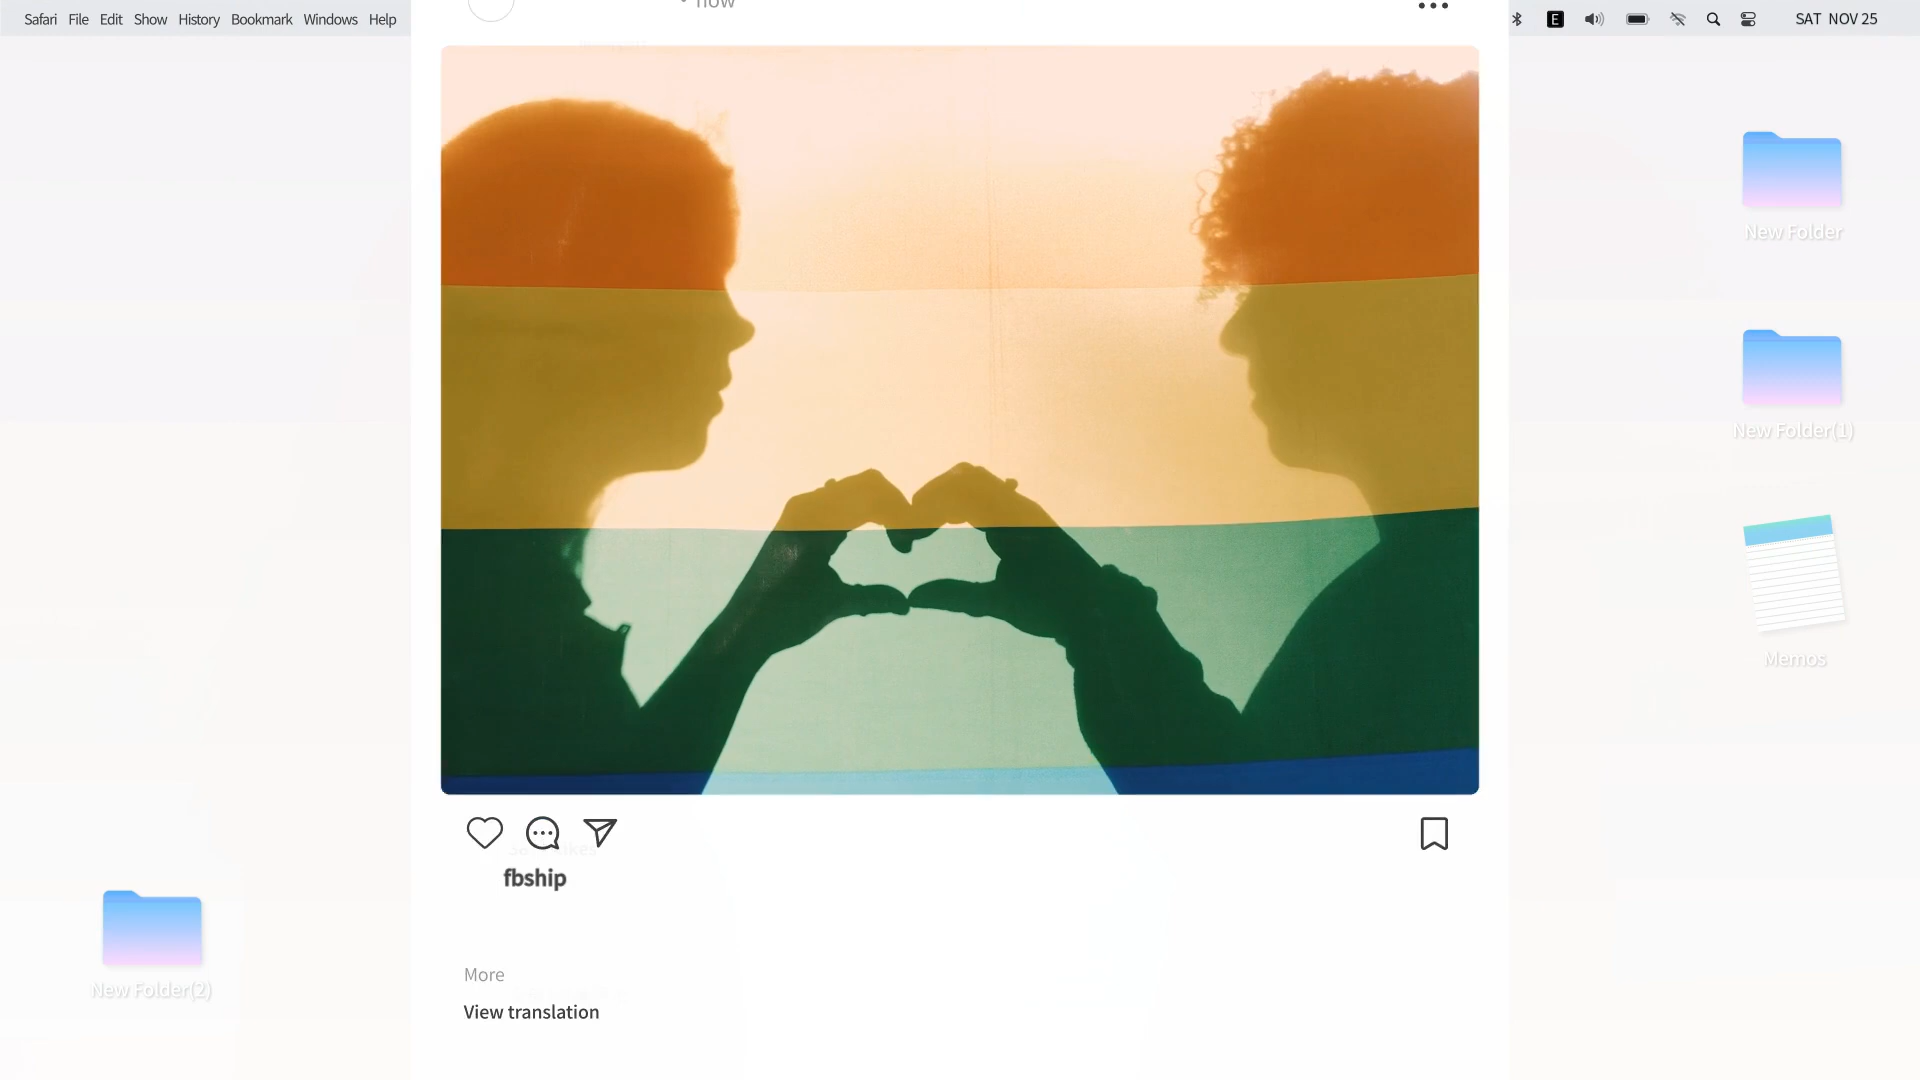 Safari File Edit Show History Bookmark Windows Help
now
E
SAT NOV 25
New Folder
New Folder(1)
Memos
fbship
More
View translation
New Folder(2)